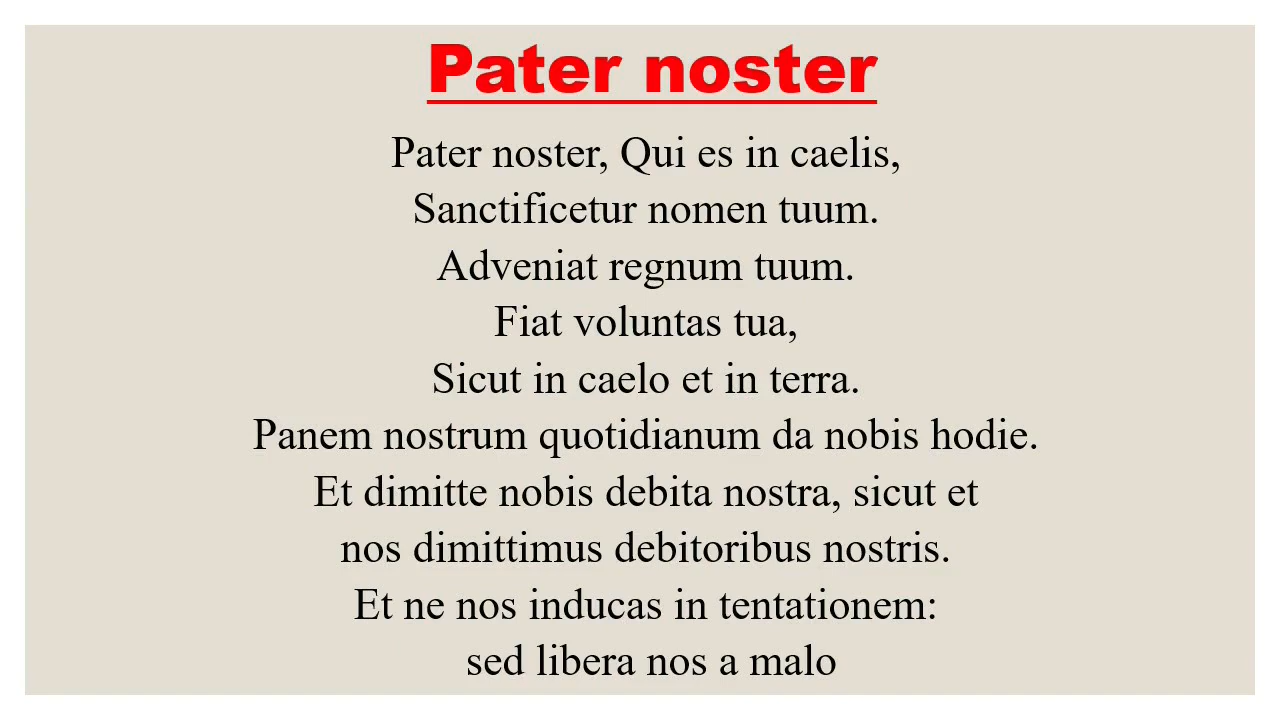 Pater noster
Pater noster, Qui es in caelis,
Sanctificetur nomen tuum.
Adveniat regnum tuum.
Fiat voluntas tua,
Sicut in caelo et in terra.
Panem nostrum quotidianum da nobis hodie.
Et dimitte nobis debita nostra, sicut et
nos dimittimus debitoribus nostris.
Et ne nos inducas in tentationem:
sed libera nos a malo